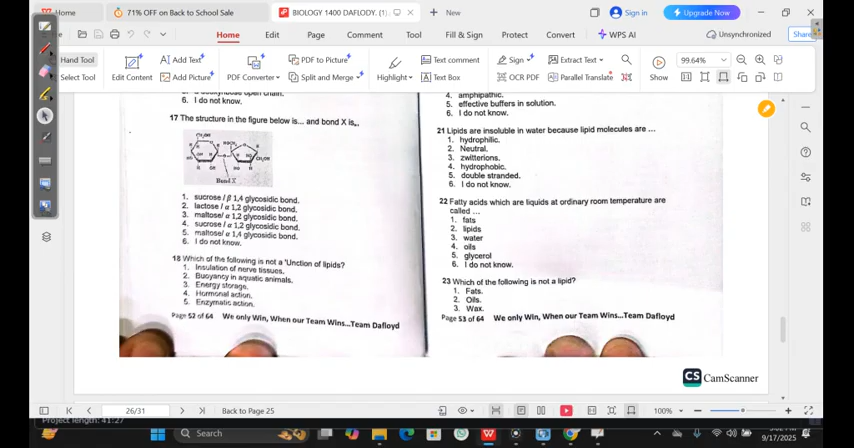 Home
71% OFF on Back to School Sale
BIOLOGY 1400 DAFLODY. (1).
New
Sign in
Upgrade Now
Home
Edit
Page
Comment
Tool
Fill & Sign
Protect
Convert
WPS AI
Unsynchronized
Share
Hand Tool
Select Tool
Edit Content
Add Text
Add Picture
PDF Converter
PDF to Picture
Split and Merge
Highlight
Text comment
Text Box
Sign
OCR PDF
Extract Text
Parallel Translate
Show
99.64%
6. I do not know.
17 The structure in the figure below is... and bond X is...
Bond X
1. sucrose / β 1,4 glycosidic bond.
2. lactose / α 1,2 glycosidic bond.
3. maltose/ α 1,2 glycosidic bond.
4. sucrose / α 1,2 glycosidic bond.
5. maltose/ α 1,4 glycosidic bond.
6. I do not know.
18 Which of the following is not a 'Unction of lipids?
1. Insulation of nerve tissues.
2. Buoyancy in aquatic animals.
3. Energy storage.
4. Hormonal action.
5. Enzymatic action.
Page 52 of 64 We only Win, When our Team Wins...Team Dafloyd
4. amphipathic.
5. effective buffers in solution.
6. I do not know.
21 Lipids are insoluble in water because lipid molecules are ...
1. hydrophilic.
2. Neutral.
3. zwitterions.
4. hydrophobic.
5. double stranded.
6. I do not know.
22 Fatty acids which are liquids at ordinary room temperature are
called ...
1. fats
2. lipids
3. water
4. oils
5. glycerol
6. I do not know.
23 Which of the following is not a lipid?
1. Fats.
2. Oils.
3. Wax.
Page 53 of 64 We only Win, When our Team Wins...Team Dafloyd
CS CamScanner
26/31
Back to Page 25
100%
Project length: 41:27
Search
9/17/2025